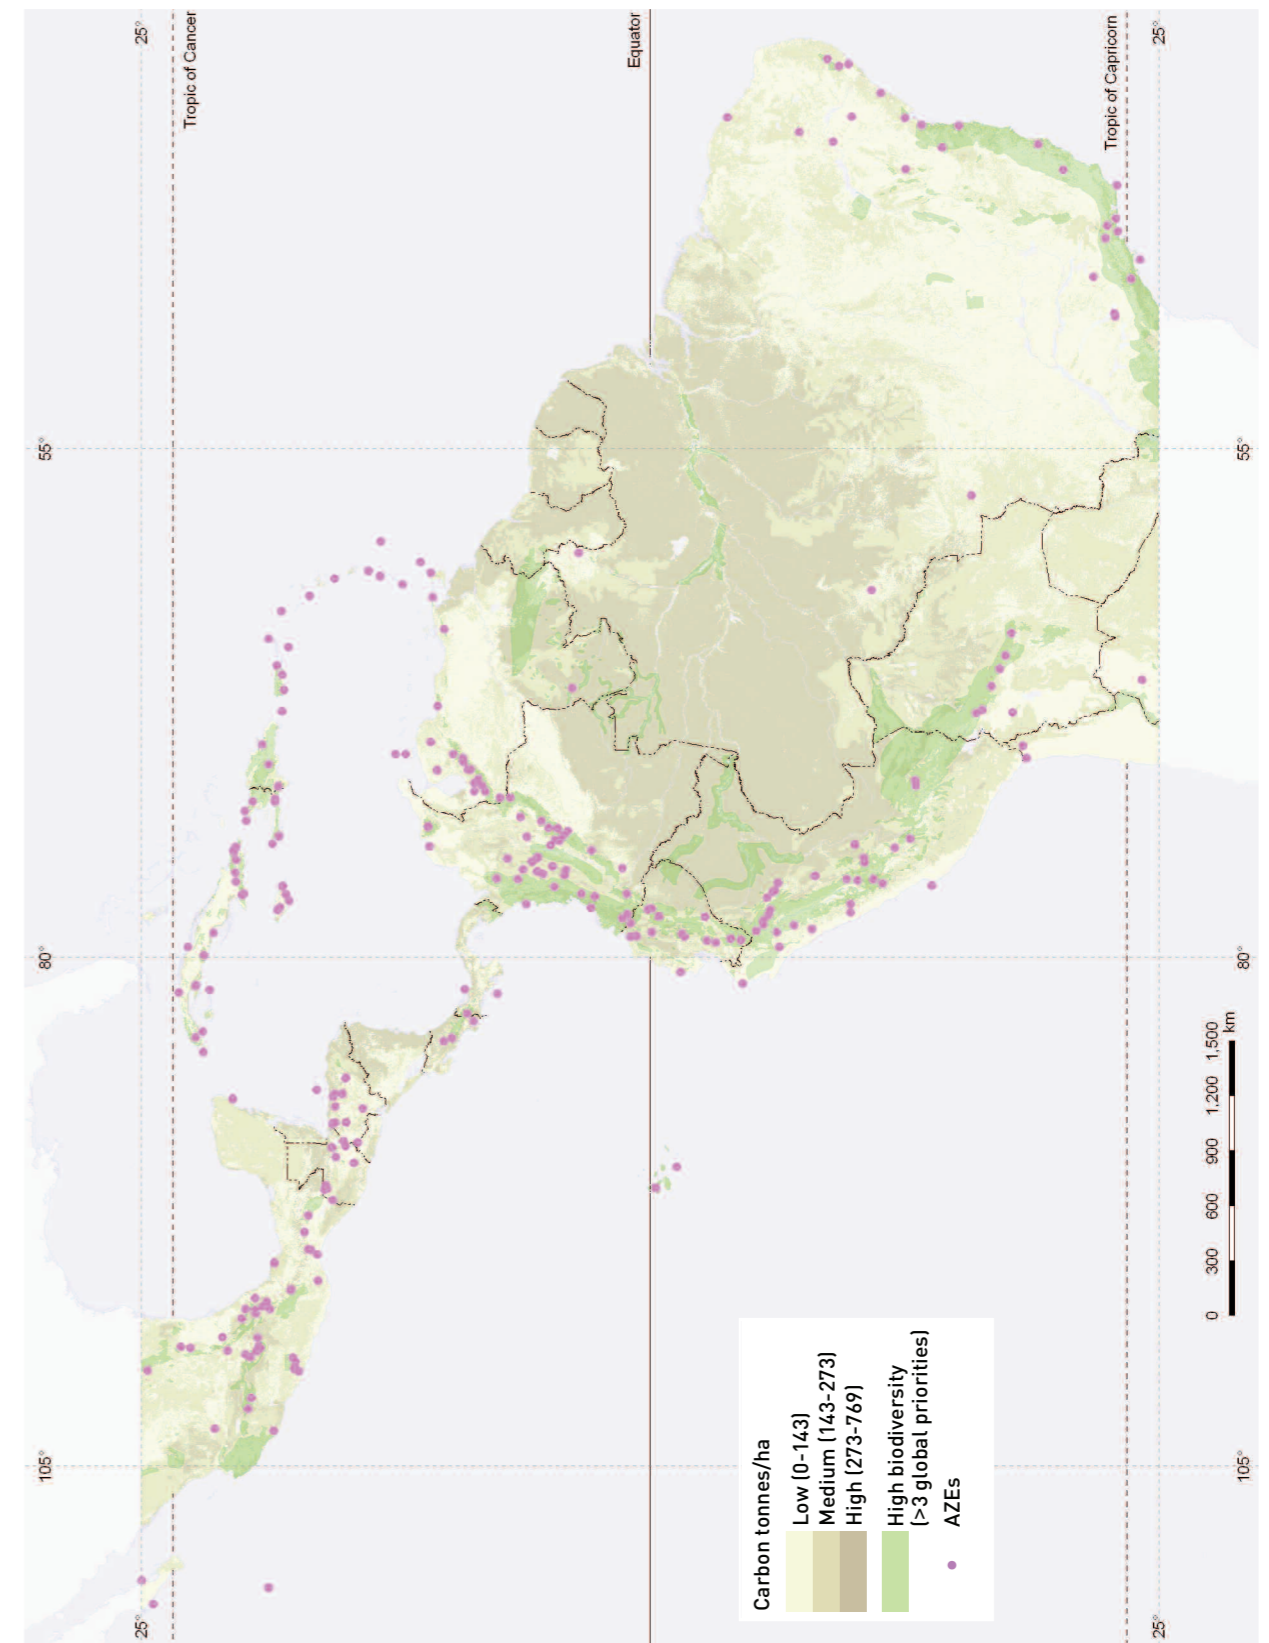 105°
80°
55°
25°
25°
Tropic of Cancer
Equator
Tropic of Capricorn
25°
25°
105°
80°
55°
Carbon tonnes/ha
Low (0-143)
Medium (143-273)
High (273-769)
High biodiversity
(>3 global priorities)
AZEs
0 300 600 900 1.200 1,500
km